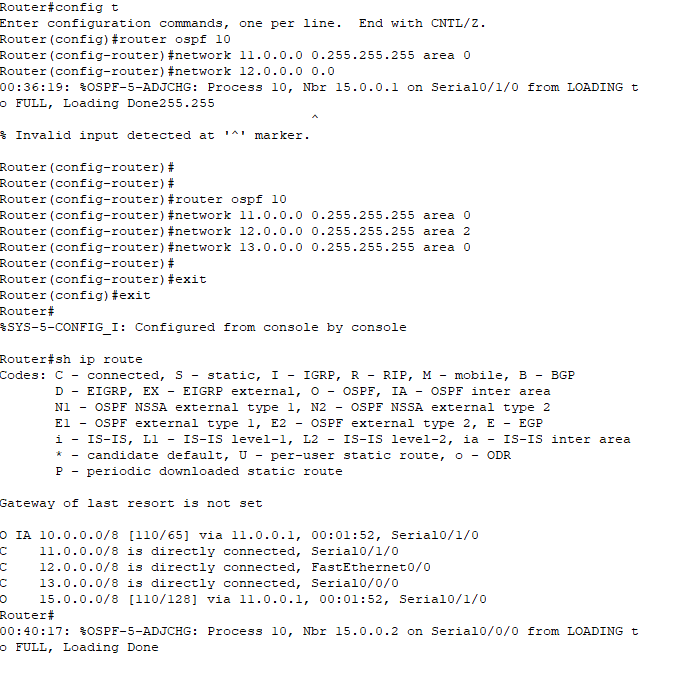 Router#config t
Enter configuration commands, one per line.  End with CNTL/Z.
Router(config)#router ospf 10
Router(config-router)#network 11.0.0.0 0.255.255.255 area 0
Router(config-router)#network 12.0.0.0 0.0
00:36:19: %OSPF-5-ADJCHG: Process 10, Nbr 15.0.0.1 on Serial0/1/0 from LOADING t
o FULL, Loading Done255.255
                                       ^
% Invalid input detected at '^' marker.

Router(config-router)#
Router(config-router)#
Router(config-router)#router ospf 10
Router(config-router)#network 11.0.0.0 0.255.255.255 area 0
Router(config-router)#network 12.0.0.0 0.255.255.255 area 2
Router(config-router)#network 13.0.0.0 0.255.255.255 area 0
Router(config-router)#
Router(config-router)#exit
Router(config)#exit
Router#
%SYS-5-CONFIG_I: Configured from console by console

Router#sh ip route
Codes: C - connected, S - static, I - IGRP, R - RIP, M - mobile, B - BGP
       D - EIGRP, EX - EIGRP external, O - OSPF, IA - OSPF inter area
       N1 - OSPF NSSA external type 1, N2 - OSPF NSSA external type 2
       E1 - OSPF external type 1, E2 - OSPF external type 2, E - EGP
       i - IS-IS, L1 - IS-IS level-1, L2 - IS-IS level-2, ia - IS-IS inter area
       * - candidate default, U - per-user static route, o - ODR
       P - periodic downloaded static route

Gateway of last resort is not set

O IA 10.0.0.0/8 [110/65] via 11.0.0.1, 00:01:52, Serial0/1/0
C    11.0.0.0/8 is directly connected, Serial0/1/0
C    12.0.0.0/8 is directly connected, FastEthernet0/0
C    13.0.0.0/8 is directly connected, Serial0/0/0
O    15.0.0.0/8 [110/128] via 11.0.0.1, 00:01:52, Serial0/1/0
Router#
00:40:17: %OSPF-5-ADJCHG: Process 10, Nbr 15.0.0.2 on Serial0/0/0 from LOADING t
o FULL, Loading Done